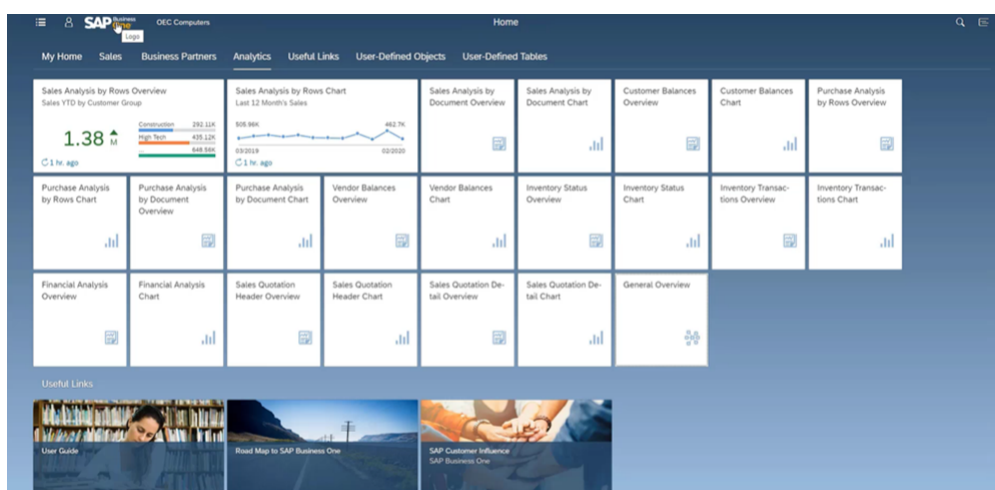 SAP Business One
OEC Computers
Home
Logo
My Home Sales Business Partners Analytics Useful Links User-Defined Objects User-Defined Tables
Sales Analysis by Rows Overview
Sales YTD by Customer Group
1.38 M
Construction 292.11K
High Tech 435.12K
... 648.56K
1 hr. ago
Sales Analysis by Rows Chart
Last 12 Month's Sales
505.96K 462.7K
03/2019 02/2020
1 hr. ago
Sales Analysis by
Document Overview
Sales Analysis by
Document Chart
Customer Balances
Overview
Customer Balances
Chart
Purchase Analysis
by Rows Overview
Purchase Analysis
by Rows Chart
Purchase Analysis
by Document
Overview
Purchase Analysis
by Document Chart
Vendor Balances
Overview
Vendor Balances
Chart
Inventory Status
Overview
Inventory Status
Chart
Inventory Transac-
tions Overview
Inventory Transac-
tions Chart
Financial Analysis
Overview
Financial Analysis
Chart
Sales Quotation
Header Overview
Sales Quotation
Header Chart
Sales Quotation De-
tail Overview
Sales Quotation De-
tail Chart
General Overview
Useful Links
User Guide
Road Map to SAP Business One
SAP Customer Influence
SAP Business One